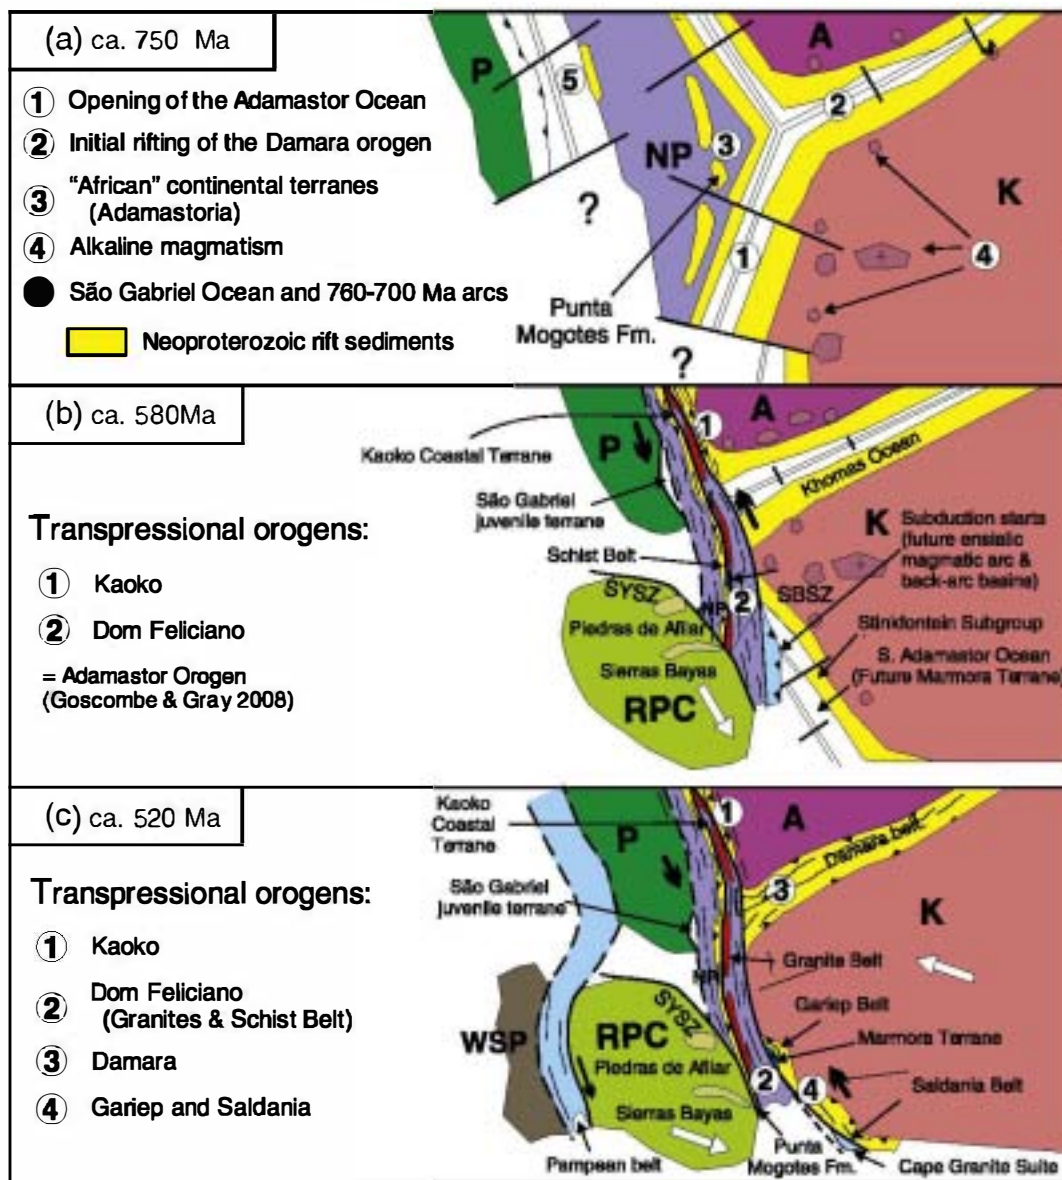 (a) ca. 750 Ma
1 Opening of the Adamastor Ocean
2 Initial rifting of the Damara orogen
3 "African" continental terranes
(Adamastoria)
4 Alkaline magmatism
São Gabriel Ocean and 760-700 Ma arcs
Neoproterozoic rift sediments
P
5
A
2
NP
3
K
?
1
4
Punta
Mogotes Fm.
?
(b) ca. 580Ma
Transpressional orogens:
1 Kaoko
2 Dom Feliciano
= Adamastor Orogen
(Goscombe & Gray 2008)
1
A
P
Kaoko Coastal Terrane
Khomas Ocean
São Gabriel
juvenile terrane
K
Subduction starts
(future ensialic
magmatic arc &
back-arc basins)
Schist Belt
SYSZ
NP
2
SBSZ
Piedras de Afilar
Stinkfontein Subgroup
Sierras Bayas
S. Adamastor Ocean
(Future Marmora Terrane)
RPC
(c) ca. 520 Ma
Transpressional orogens:
1 Kaoko
2 Dom Feliciano
(Granites & Schist Belt)
3 Damara
4 Gariep and Saldania
Kaoko
Coastal
Terrane
1
A
P
Damara belt
São Gabriel
juvenile terrane
3
K
NP
Granite Belt
SYSZ
Gariep Belt
WSP
RPC
Marmora Terrane
Piedras de Afilar
2
4
Saldania Belt
Sierras Bayas
Pampean belt
Punta
Mogotes Fm.
Cape Granite Suite